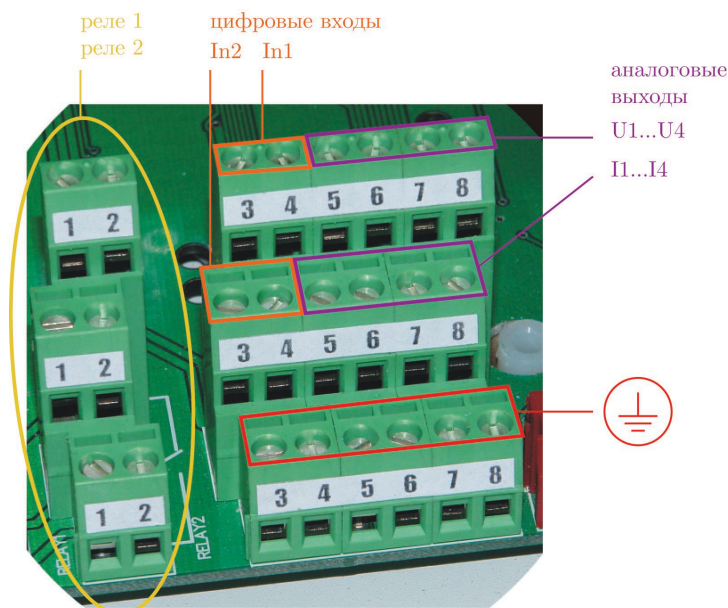 реле 1
реле 2
цифровые входы
In2 In1
аналоговые
выходы
U1...U4
I1...I4
1 2
3 4 5 6 7 8
1 2
3 4 5 6 7 8
1 2
3 4 5 6 7 8
RELAY1
RELAY2